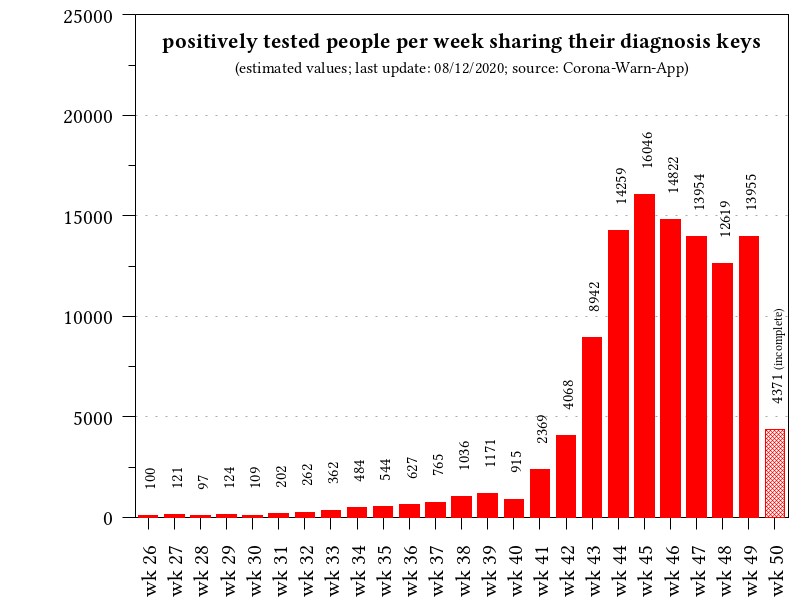 positively tested people per week sharing their diagnosis keys
(estimated values; last update: 08/12/2020; source: Corona-Warn-App)
25000
20000
15000
10000
5000
0
100
121
97
124
109
202
262
362
484
544
627
765
1036
1171
915
2369
4068
8942
14259
16046
14822
13954
12619
13955
4371 (incomplete)
wk 26
wk 27
wk 28
wk 29
wk 30
wk 31
wk 32
wk 33
wk 34
wk 35
wk 36
wk 37
wk 38
wk 39
wk 40
wk 41
wk 42
wk 43
wk 44
wk 45
wk 46
wk 47
wk 48
wk 49
wk 50